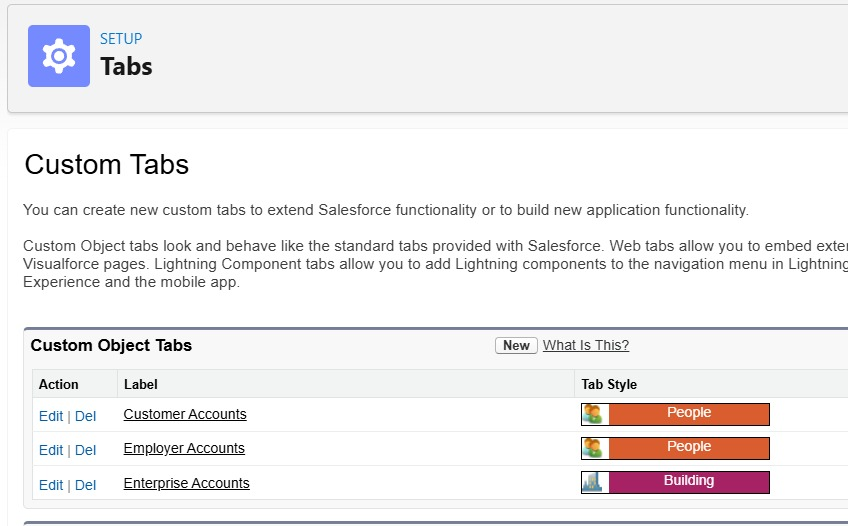 SETUP
Tabs
Custom Tabs
You can create new custom tabs to extend Salesforce functionality or to build new application functionality.
Custom Object tabs look and behave like the standard tabs provided with Salesforce. Web tabs allow you to embed exter
Visualforce pages. Lightning Component tabs allow you to add Lightning components to the navigation menu in Lightning
Experience and the mobile app.
Custom Object Tabs New What Is This?
Action Label Tab Style
Edit | Del Customer Accounts People
Edit | Del Employer Accounts People
Edit | Del Enterprise Accounts Building